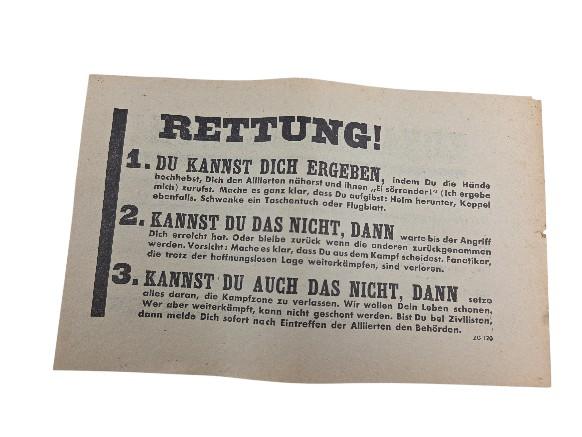 RETTUNG!
1. DU KANNST DICH ERGEBEN, indem Du die Hände
hochhebst, Dich den Alliierten näherst und ihnen „Ei sörrender!" (Ich ergebe
mich) zurufst. Mache es ganz klar, dass Du aufgibst: Helm herunter, Koppel
ebenfalls. Schwenke ein Taschentuch oder Flugblatt.
2. KANNST DU DAS NICHT, DANN warte bis der Angriff
Dich erreicht hat. Oder bleibe zurück wenn die anderen zurückgenommen
werden. Vorsicht: Mache es klar, dass Du aus dem Kampf scheidest. Fanatiker,
die trotz der hoffnungslosen Lage weiterkämpfen, sind verloren.
3. KANNST DU AUCH DAS NICHT, DANN setze
alles daran, die Kampfzone zu verlassen. Wir wollen Dein Leben schonen.
Wer aber weiterkämpft, kann nicht geschont werden. Bist Du bei Zivilisten,
dann melde Dich sofort nach Eintreffen der Alliierten den Behörden.
ZG 120